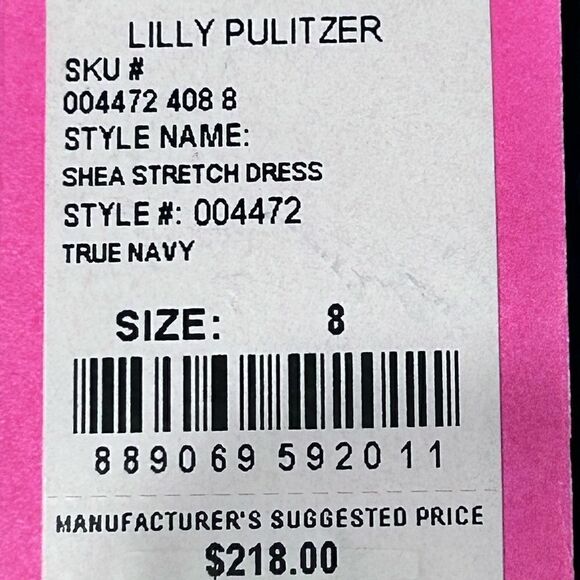 LILLY PULITZER
SKU #
004472 408 8
STYLE NAME:
SHEA STRETCH DRESS
STYLE #: 004472
TRUE NAVY
SIZE: 8
889069 592011
MANUFACTURER'S SUGGESTED PRICE
$218.00